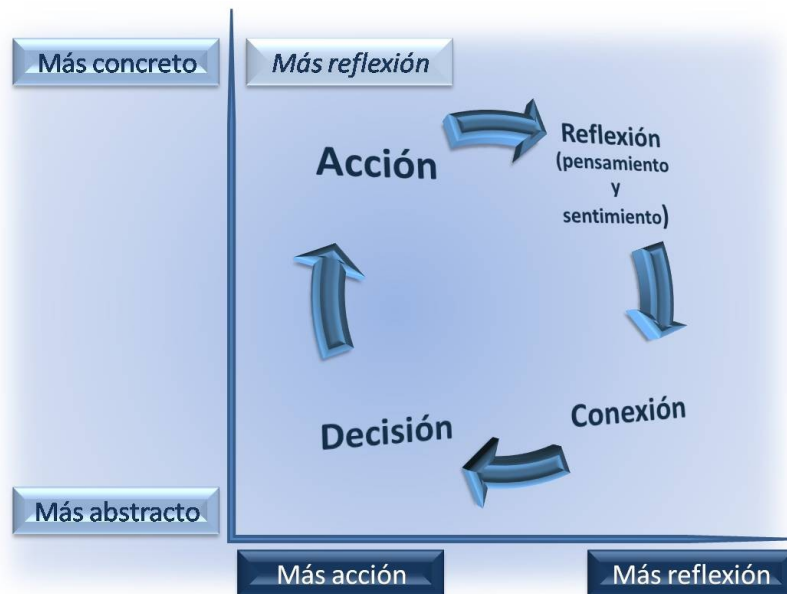 Más concreto
Más reflexión
Acción
Reflexión
(pensamiento
y
sentimiento)
Conexión
Decisión
Más abstracto
Más acción
Más reflexión